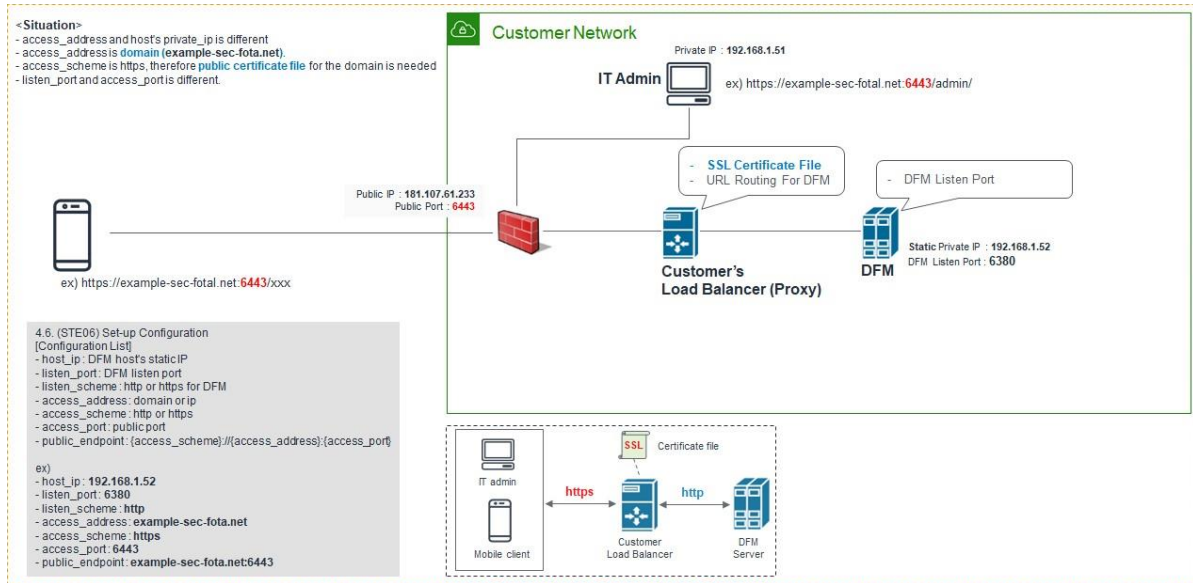 <Situation>
- access_address and host's private_ip is different
- access_address is domain (example-sec-fota.net).
- access_scheme is https, therefore public certificate file for the domain is needed
- listen_port and access_port is different.
Customer Network
Private IP : 192.168.1.51
IT Admin
ex) https://example-sec-fotal.net:6443/admin/
- SSL Certificate File
- URL Routing For DFM
- DFM Listen Port
Public IP : 181.107.61.233
Public Port : 6443
Static Private IP : 192.168.1.52
DFM Listen Port : 6380
Customer's
Load Balancer (Proxy)
DFM
ex) https://example-sec-fotal.net:6443/xxx
4.6. (STE06) Set-up Configuration
[Configuration List]
- host_ip : DFM host's static IP
- listen_port : DFM listen port
- listen_scheme : http or https for DFM
- access_address: domain or ip
- access_scheme : http or https
- access_port : public port
- public_endpoint : {access_scheme}://{access_address}:{access_port}
ex)
- host_ip : 192.168.1.52
- listen_port : 6380
- listen_scheme : http
- access_address : example-sec-fota.net
- access_scheme : https
- access_port : 6443
- public_endpoint : example-sec-fota.net:6443
SSL
Certificate file
IT admin
https
http
Mobile client
Customer
Load Balancer
DFM
Server